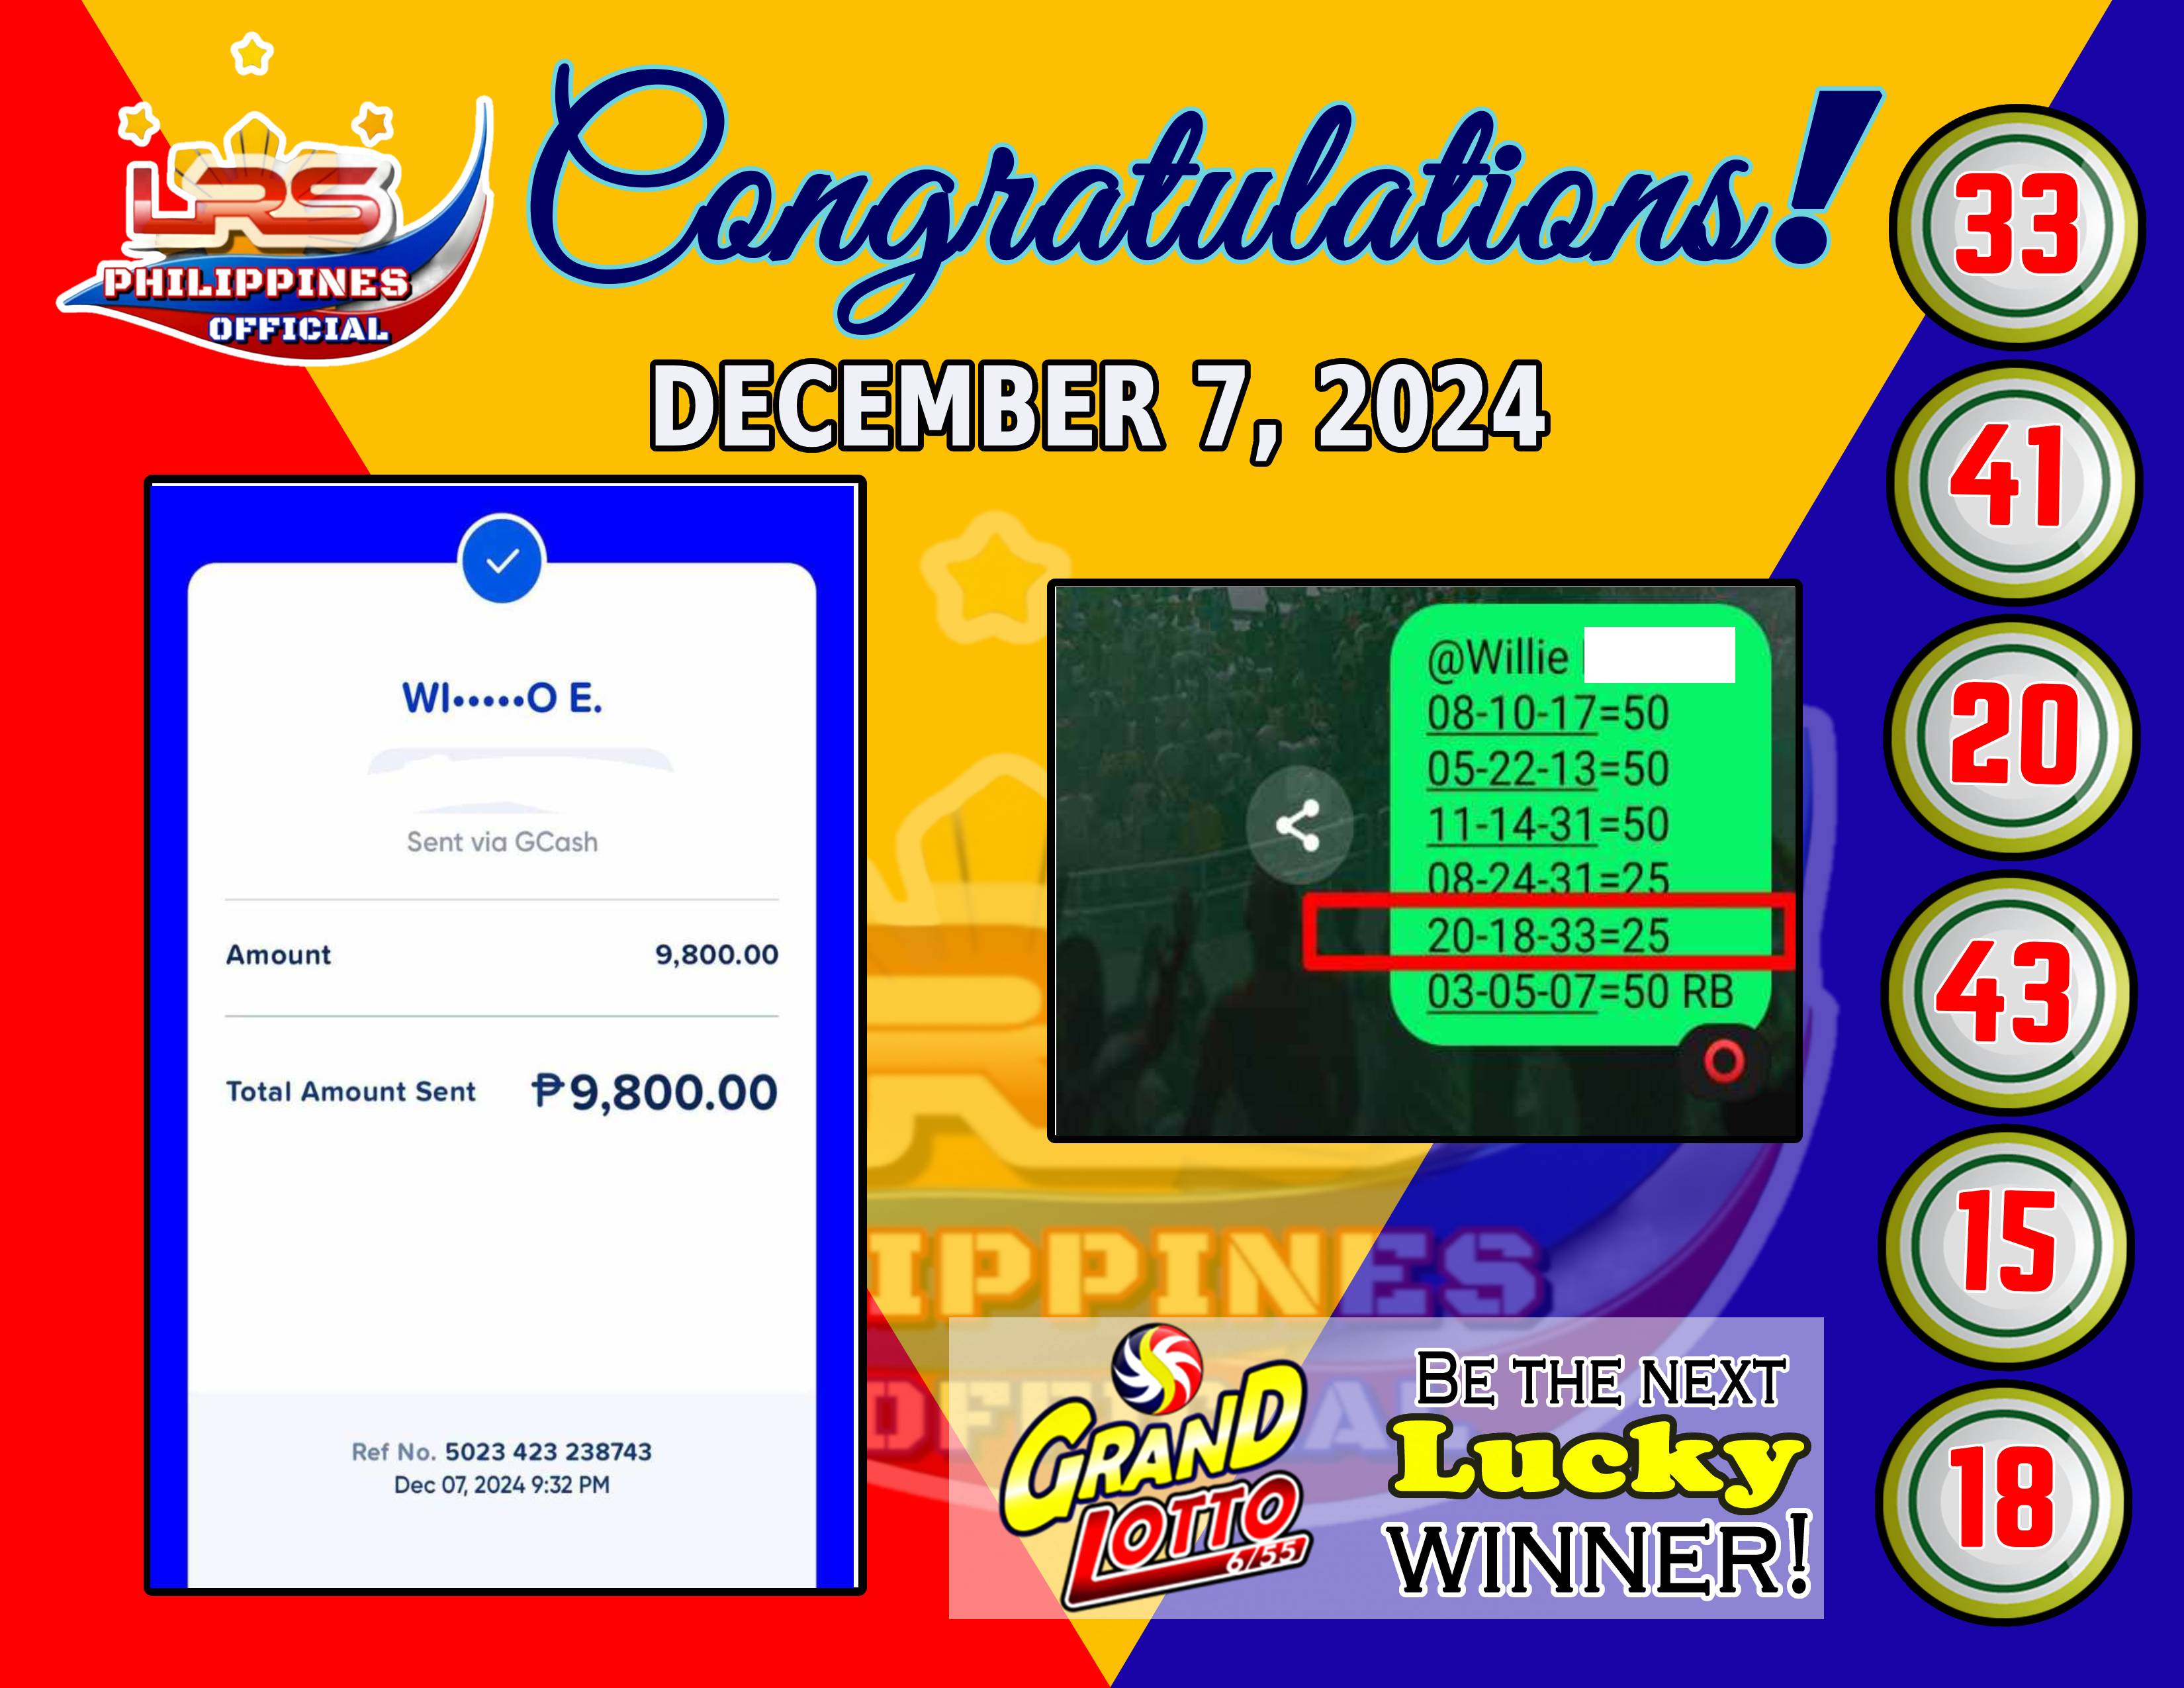 LRS
PHILIPPINES
OFFICIAL
Congratulations!
DECEMBER 7, 2024
WI•••••O E.
Sent via GCash
Amount 9,800.00
Total Amount Sent ₱9,800.00
Ref No. 5023 423 238743
Dec 07, 2024 9:32 PM
@Willie
08-10-17=50
05-22-13=50
11-14-31=50
08-24-31=25
20-18-33=25
03-05-07=50 RB
IPPINES
GRAND
LOTTO
6/55
BE THE NEXT
Lucky
WINNER!
33
41
20
43
15
18